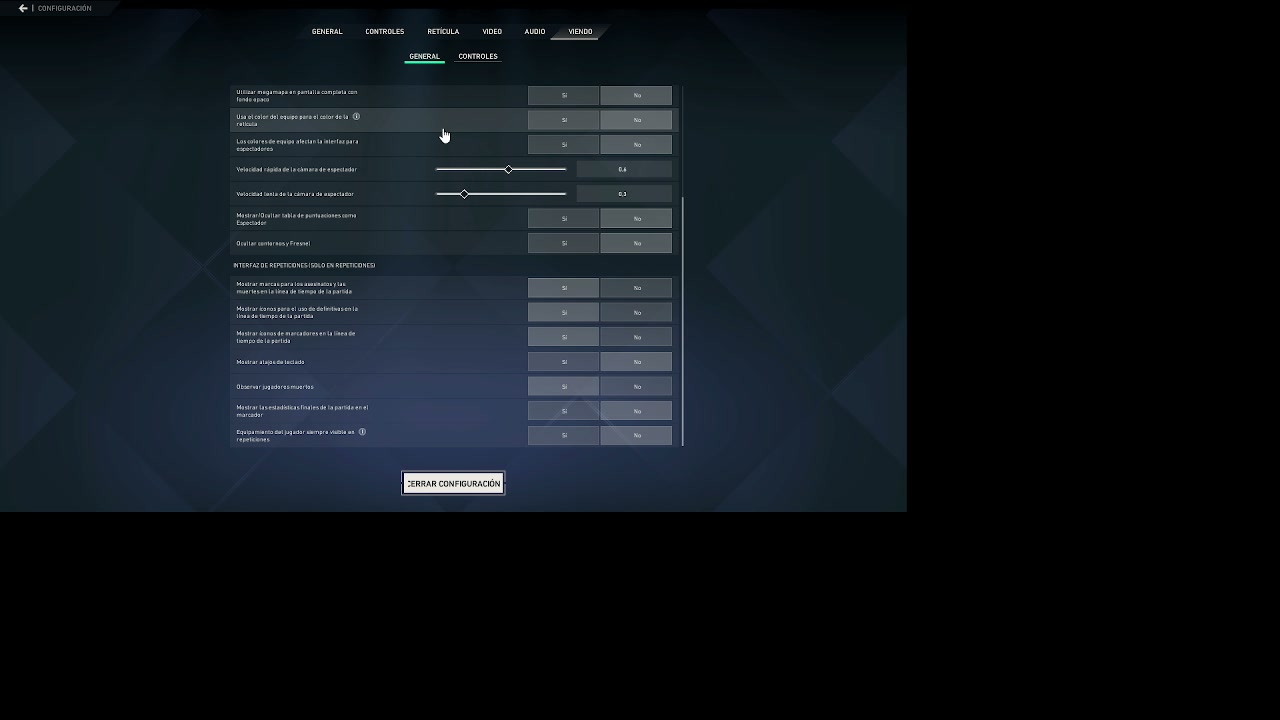 CONFIGURACIÓN
GENERAL CONTROLES RETÍCULA VIDEO AUDIO VIENDO
GENERAL CONTROLES
Utilizar megamapa en pantalla completa con
fondo opaco
Sí No
Usa el color del equipo para el color de la
retícula
Sí No
Los colores de equipo afectan la interfaz para
espectadores
Sí No
Velocidad rápida de la cámara de espectador
0,6
Velocidad lenta de la cámara de espectador
0,3
Mostrar/Ocultar tabla de puntuaciones como
Espectador
Sí No
Ocultar contornos y Fresnel
Sí No
INTERFAZ DE REPETICIONES (SOLO EN REPETICIONES)
Mostrar marcas para los asesinatos y las
muertes en la línea de tiempo de la partida
Sí No
Mostrar íconos para el uso de definitivas en la
línea de tiempo de la partida
Sí No
Mostrar íconos de marcadores en la línea de
tiempo de la partida
Sí No
Mostrar atajos de teclado
Sí No
Observar jugadores muertos
Sí No
Mostrar las estadísticas finales de la partida en el
marcador
Sí No
Equipamiento del jugador siempre visible en
repeticiones
Sí No
CERRAR CONFIGURACIÓN